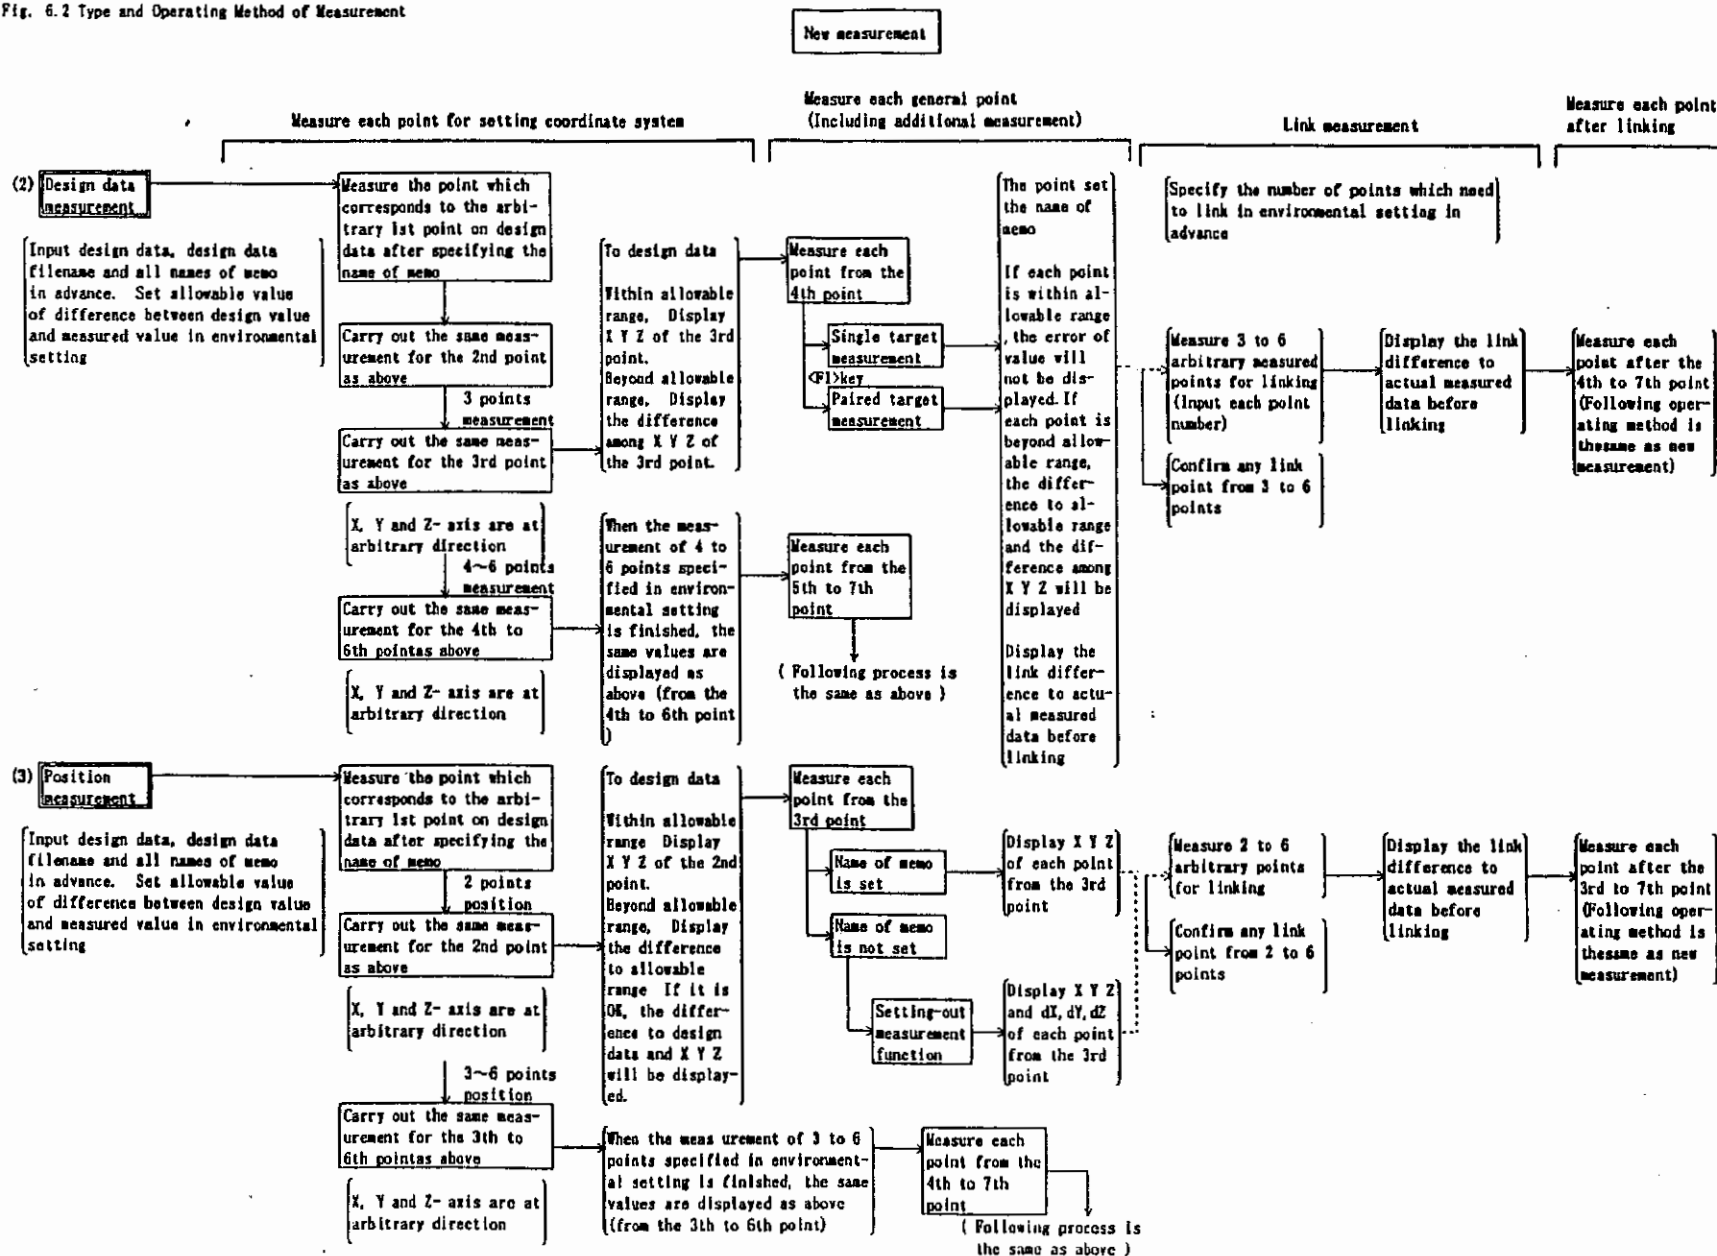 Fig. 6.2 Type and Operating Method of Measurement
New measurement
Measure each point for setting coordinate system
Measure each general point
(Including additional measurement)
Link measurement
Measure each point
after linking
(2)
Design data
measurement
Input design data, design data
filename and all names of memo
in advance. Set allowable value
of difference between design value
and measured value in environmental
setting
Measure the point which
corresponds to the arbi-
trary 1st point on design
data after specifying the
name of memo
Carry out the same meas-
urement for the 2nd point
as above
3 points
measurement
Carry out the same meas-
urement for the 3rd point
as above
X, Y and Z- axis are at
arbitrary direction
4~6 points
measurement
Carry out the same meas-
urement for the 4th to
6th pointas above
X, Y and Z- axis are at
arbitrary direction
To design data
Within allowable
range, Display
X Y Z of the 3rd
point.
Beyond allowable
range, Display
the difference
among X Y Z of
the 3rd point.
When the meas-
urement of 4 to
6 points speci-
fied in environ-
mental setting
is finished, the
same values are
displayed as
above (from the
4th to 6th point
)
Measure each
point from the
4th point
Single target
measurement
<F1>key
Paired target
measurement
Measure each
point from the
5th to 7th
point
( Following process is
the same as above )
The point set
the name of
memo
If each point
is within al-
lowable range
, the error of
value will
not be dis-
played. If
each point is
beyond allow-
able range,
the differ-
ence to al-
lowable range
and the dif-
ference among
X Y Z will be
displayed
Display the
link differ-
ence to actu-
al measured
data before
linking
Specify the number of points which need
to link in environmental setting in
advance
Measure 3 to 6
arbitrary measured
points for linking
(Input each point
number)
Confirm any link
point from 3 to 6
points
Display the link
difference to
actual measured
data before
linking
Measure each
point after the
4th to 7th point
(Following oper-
ating method is
thesame as new
measurement)
(3)
Position
measurement
Input design data, design data
filename and all names of memo
in advance. Set allowable value
of difference between design value
and measured value in environmental
setting
Measure the point which
corresponds to the arbi-
trary 1st point on design
data after specifying the
name of memo
2 points
position
Carry out the same meas-
urement for the 2nd point
as above
X, Y and Z- axis are at
arbitrary direction
3~6 points
position
Carry out the same meas-
urement for the 3th to
6th pointas above
X, Y and Z- axis are at
arbitrary direction
To design data
Within allowable
range Display
X Y Z of the 2nd
point.
Beyond allowable
range, Display
the difference
to allowable
range If it is
OK, the differ-
ence to design
data and X Y Z
will be display-
ed.
When the meas urement of 3 to 6
points specified in environment-
al setting is finished, the same
values are displayed as above
(from the 3th to 6th point)
Measure each
point from the
3rd point
Name of memo
is set
Name of memo
is not set
Setting-out
measurement
function
Display X Y Z
of each point
from the 3rd
point
Display X Y Z
and dX, dY, dZ
of each point
from the 3rd
point
Measure each
point from the
4th to 7th
point
( Following process is
the same as above )
Measure 2 to 6
arbitrary points
for linking
Confirm any link
point from 2 to 6
points
Display the link
difference to
actual measured
data before
linking
Measure each
point after the
3rd to 7th point
(Following oper-
ating method is
thesame as new
measurement)